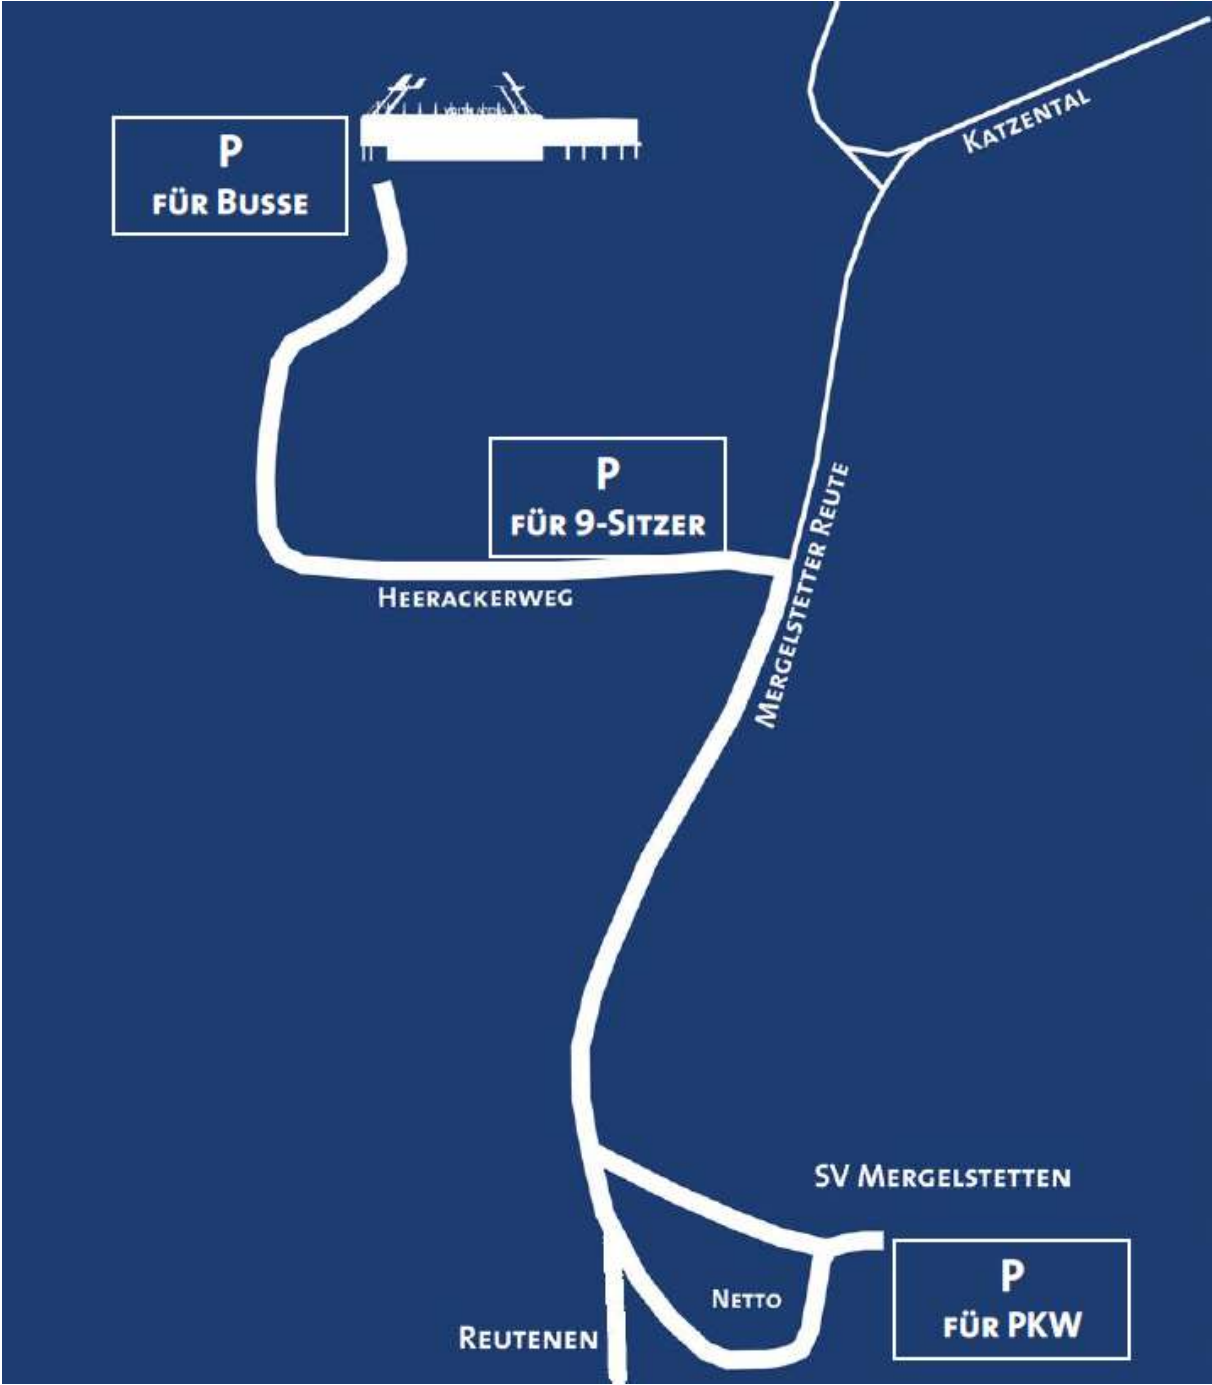 P
FÜR BUSSE
KATZENTAL
P
FÜR 9-SITZER
MERGELSTETTER REUTE
HEERACKERWEG
SV MERGELSTETTEN
P
FÜR PKW
NETTO
REUTENEN